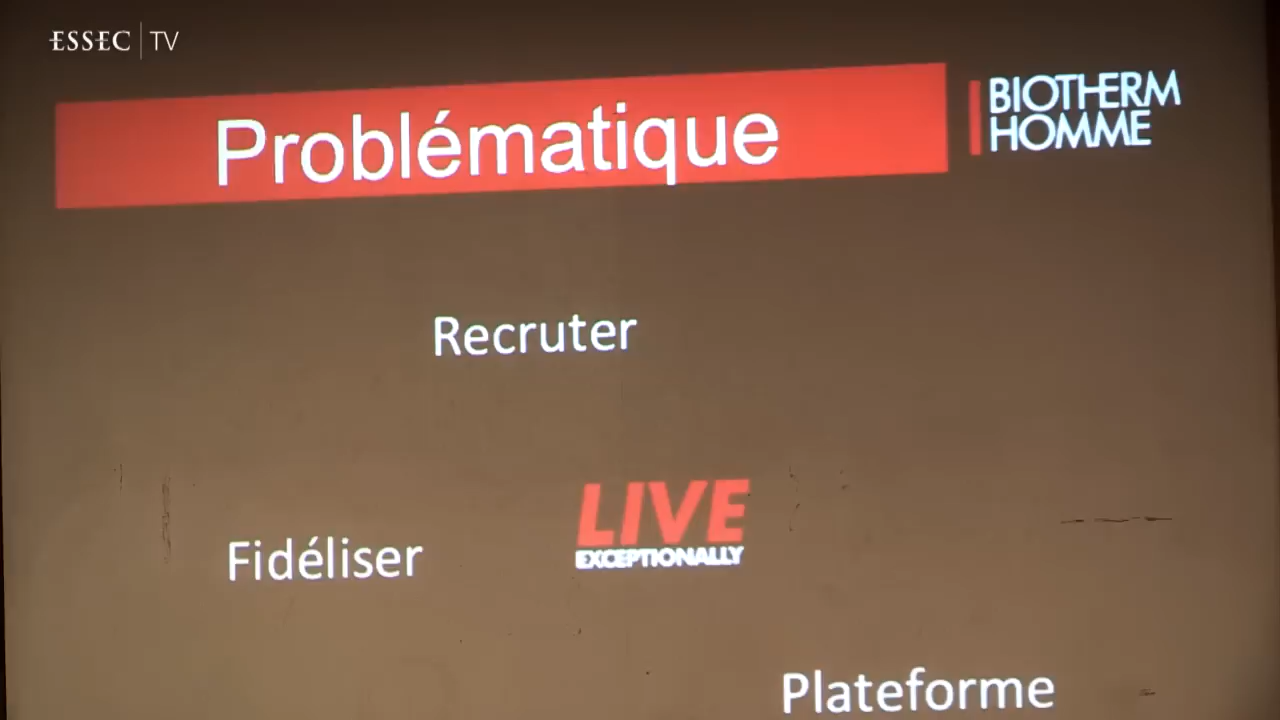 ESSEC | TV
Problématique
BIOTHERM
HOMME
Recruter
LIVE
EXCEPTIONALLY
Fidéliser
Plateforme